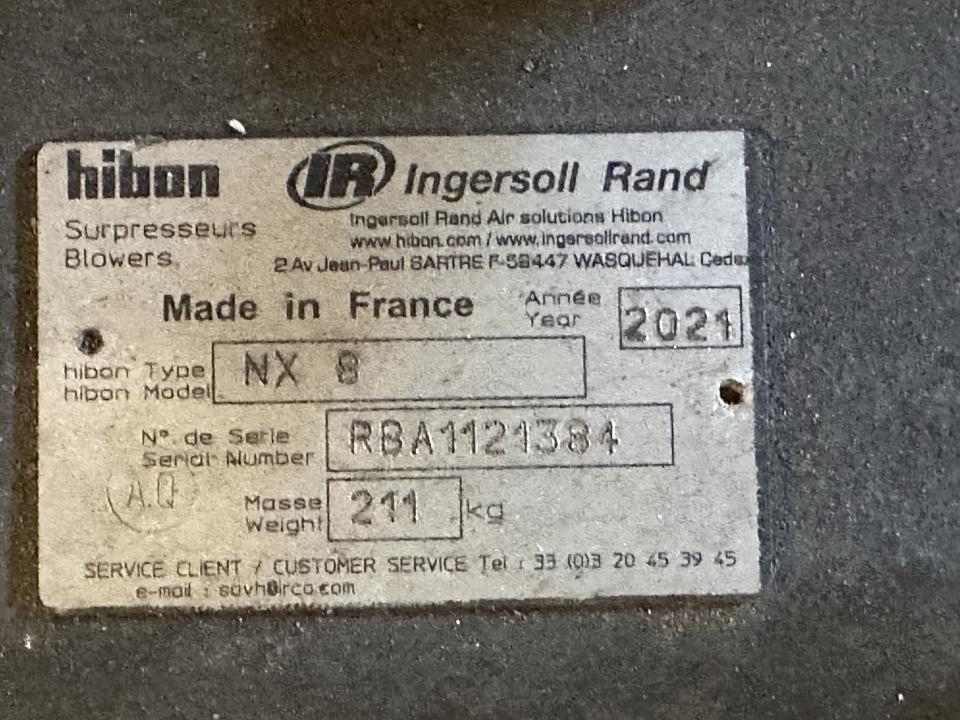 hibon IR Ingersoll Rand
Surpresseurs
Blowers
Ingersoll Rand Air solutions Hibon
www.hibon.com / www.ingersollrand.com
2 Av Jean-Paul SARTRE F-59447 WASQUEHAL Cedex
Made in France
Année
Year
2021
hibon Type
hibon Model
NX 8
N° de Serie
Serial Number
RBA1121384
A.Q
Masse
Weight
211 kg
SERVICE CLIENT / CUSTOMER SERVICE Tel : 33 (0)3 20 45 39 45
e-mail : savh@irco.com